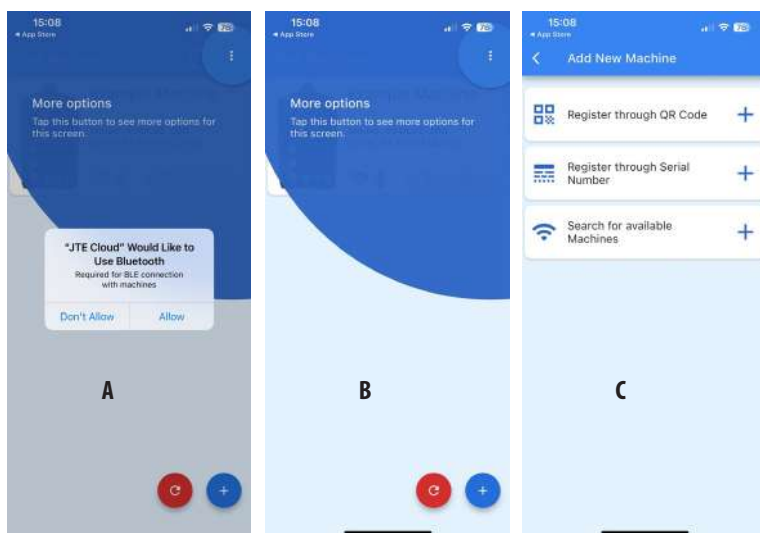 15:08
◀ App Store
78
More options
Tap this button to see more options for
this screen.
"JTE Cloud" Would Like to
Use Bluetooth
Required for BLE connection
with machines
Don't Allow
Allow
A
15:08
◀ App Store
78
More options
Tap this button to see more options for
this screen.
B
15:08
◀ App Store
Add New Machine
Register through QR Code
Register through Serial
Number
Search for available
Machines
C